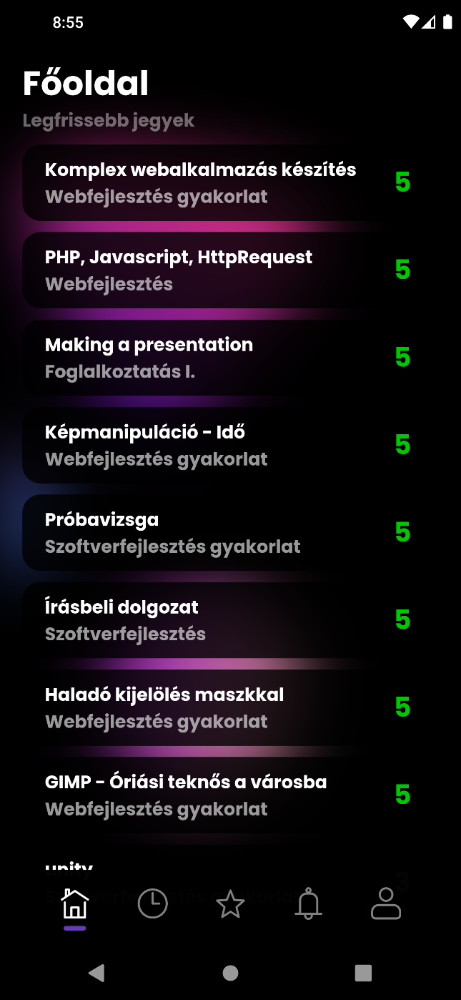 8:55
Főoldal
Legfrissebb jegyek
Komplex webalkalmazás készítés
5
Webfejlesztés gyakorlat
PHP, Javascript, HttpRequest
5
Webfejlesztés
Making a presentation
5
Foglalkoztatás I.
Képmanipuláció - Idő
5
Webfejlesztés gyakorlat
Próbavizsga
5
Szoftverfejlesztés gyakorlat
Írásbeli dolgozat
5
Szoftverfejlesztés
Haladó kijelölés maszkkal
5
Webfejlesztés gyakorlat
GIMP - Óriási teknős a városba
5
Webfejlesztés gyakorlat
unity
3
Szoftverfejlesztés gyakorlat